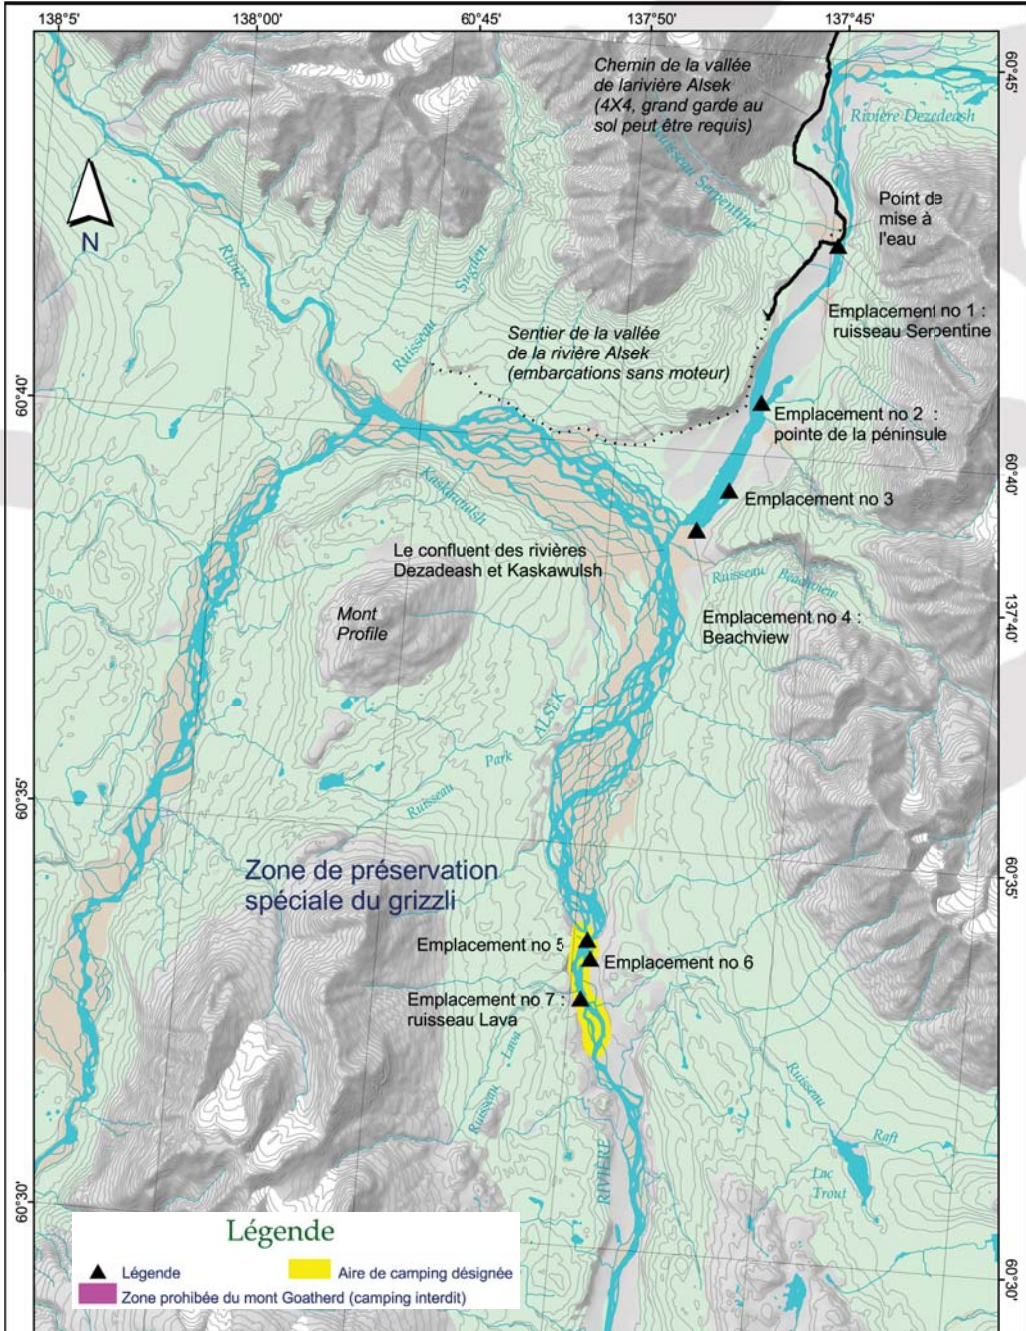 138°5'
138°00'
60°45'
137°50'
137°45'
60°45'
Chemin de la vallée
de larivière Alsek
(4X4, grand garde au
sol peut être requis)
Rivière Dezedeash
Ruisseau Serpentine
Point de
mise à
l'eau
N
Rivière
Sugden
Ruisseau
Emplacement no 1 :
ruisseau Serpentine
Sentier de la vallée
de la rivière Alsek
(embarcations sans moteur)
60°40'
Emplacement no 2 :
pointe de la péninsule
60°40'
Kaskawulsh
Emplacement no 3
Le confluent des rivières
Dezadeash et Kaskawulsh
Ruisseau Beachview
Mont
Profile
Emplacement no 4 :
Beachview
137°40'
ALSEK
Park
Ruisseau
60°35'
60°35'
Zone de préservation
spéciale du grizzli
Emplacement no 5
Emplacement no 6
Emplacement no 7 :
ruisseau Lava
Lava
Ruisseau
Ruisseau
Raft
Lac
Trout
RIVIÈRE
60°30'
60°30'
Légende
Légende
Aire de camping désignée
Zone prohibée du mont Goatherd (camping interdit)